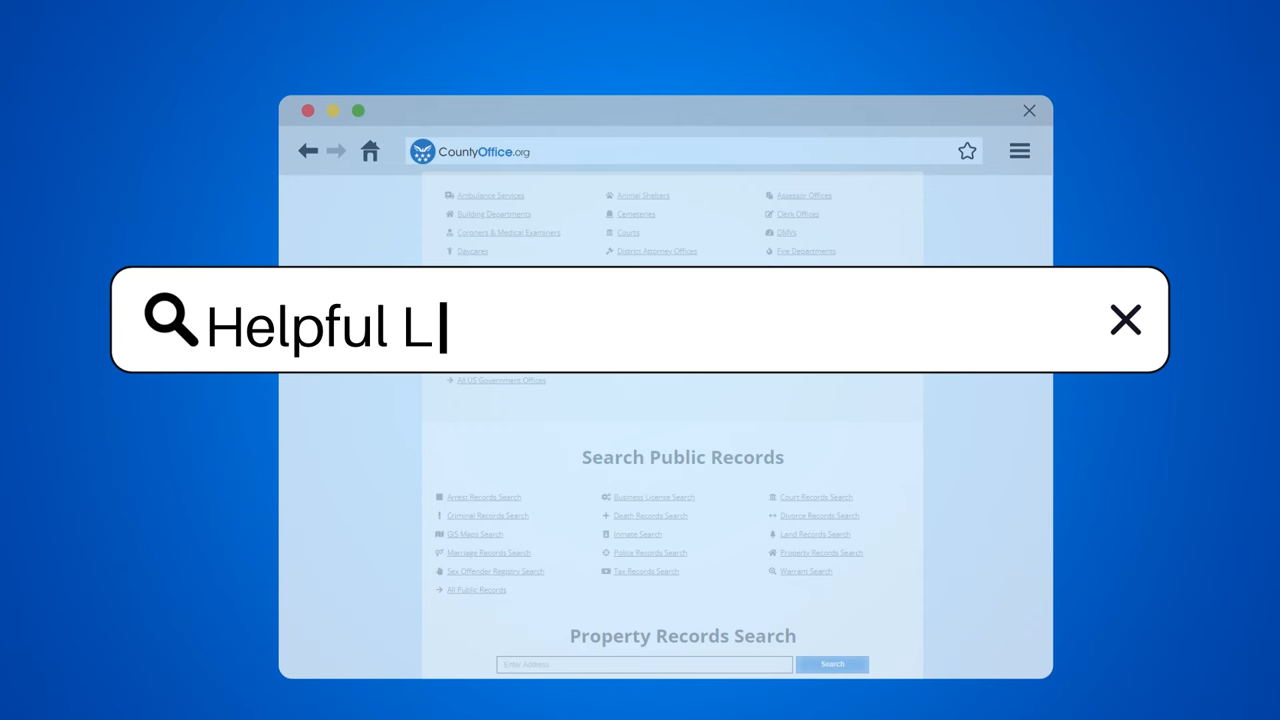 CountyOffice.org
Ambulance Services Animal Shelters Assessor Offices
Building Departments Cemeteries Clerk Offices
Coroners & Medical Examiners Courts DMVs
Daycares District Attorney Offices Fire Departments
Helpful L
All US Government Offices
Search Public Records
Arrest Records Search Business License Search Court Records Search
Criminal Records Search Death Records Search Divorce Records Search
GIS Maps Search Inmate Search Land Records Search
Marriage Records Search Police Records Search Property Records Search
Sex Offender Registry Search Tax Records Search Warrant Search
All Public Records
Property Records Search
Enter Address Search